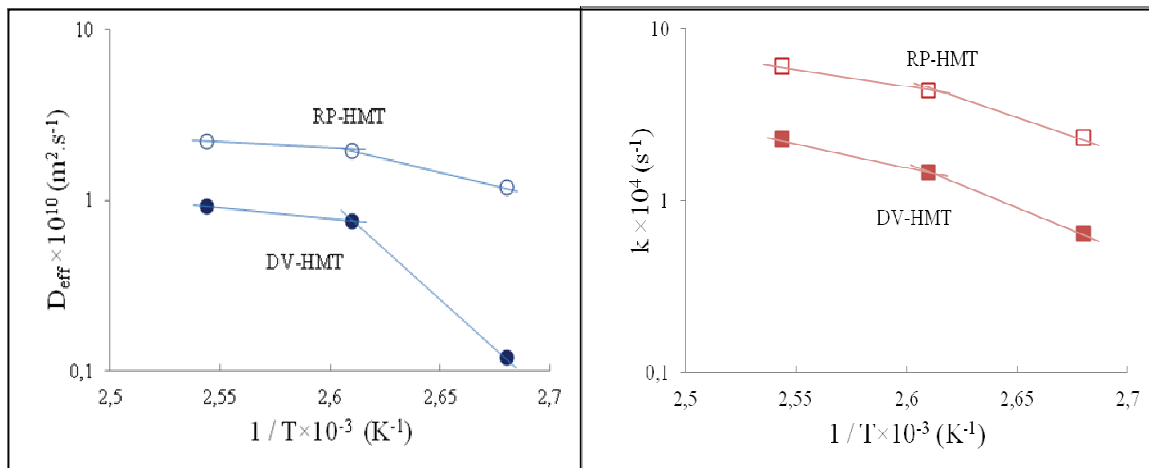 10
1
0,1
D_eff×10^10 (m^2.s^-1)
RP-HMT
DV-HMT
2,5
2,55
2,6
2,65
2,7
1 / T×10^-3 (K^-1)
10
1
0,1
k ×10^4 (s^-1)
RP-HMT
DV-HMT
2,5
2,55
2,6
2,65
2,7
1 / T×10^-3 (K^-1)